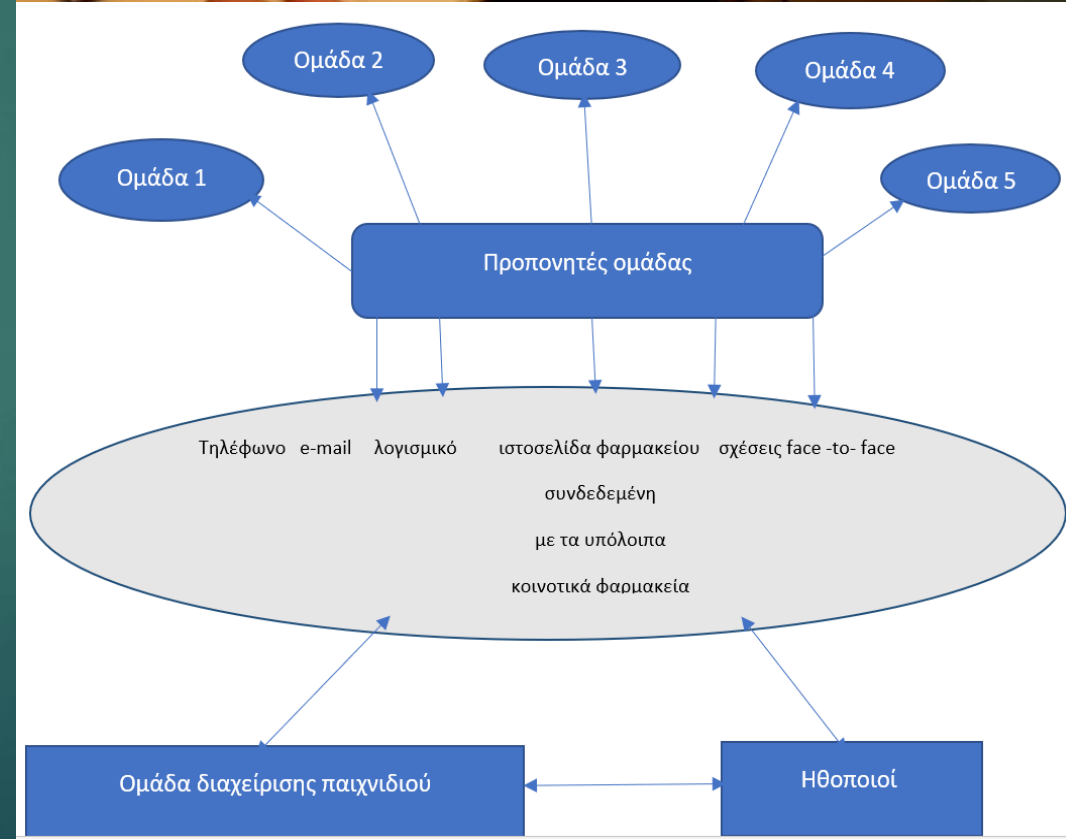 Ομάδα 2
Ομάδα 3
Ομάδα 4
Ομάδα 1
Ομάδα 5
Προπονητές ομάδας
Τηλέφωνο e-mail λογισμικό ιστοσελίδα φαρμακείου σχέσεις face -to- face
συνδεδεμένη
με τα υπόλοιπα
κοινοτικά φαρμακεία
Ομάδα διαχείρισης παιχνιδιού
Ηθοποιοί